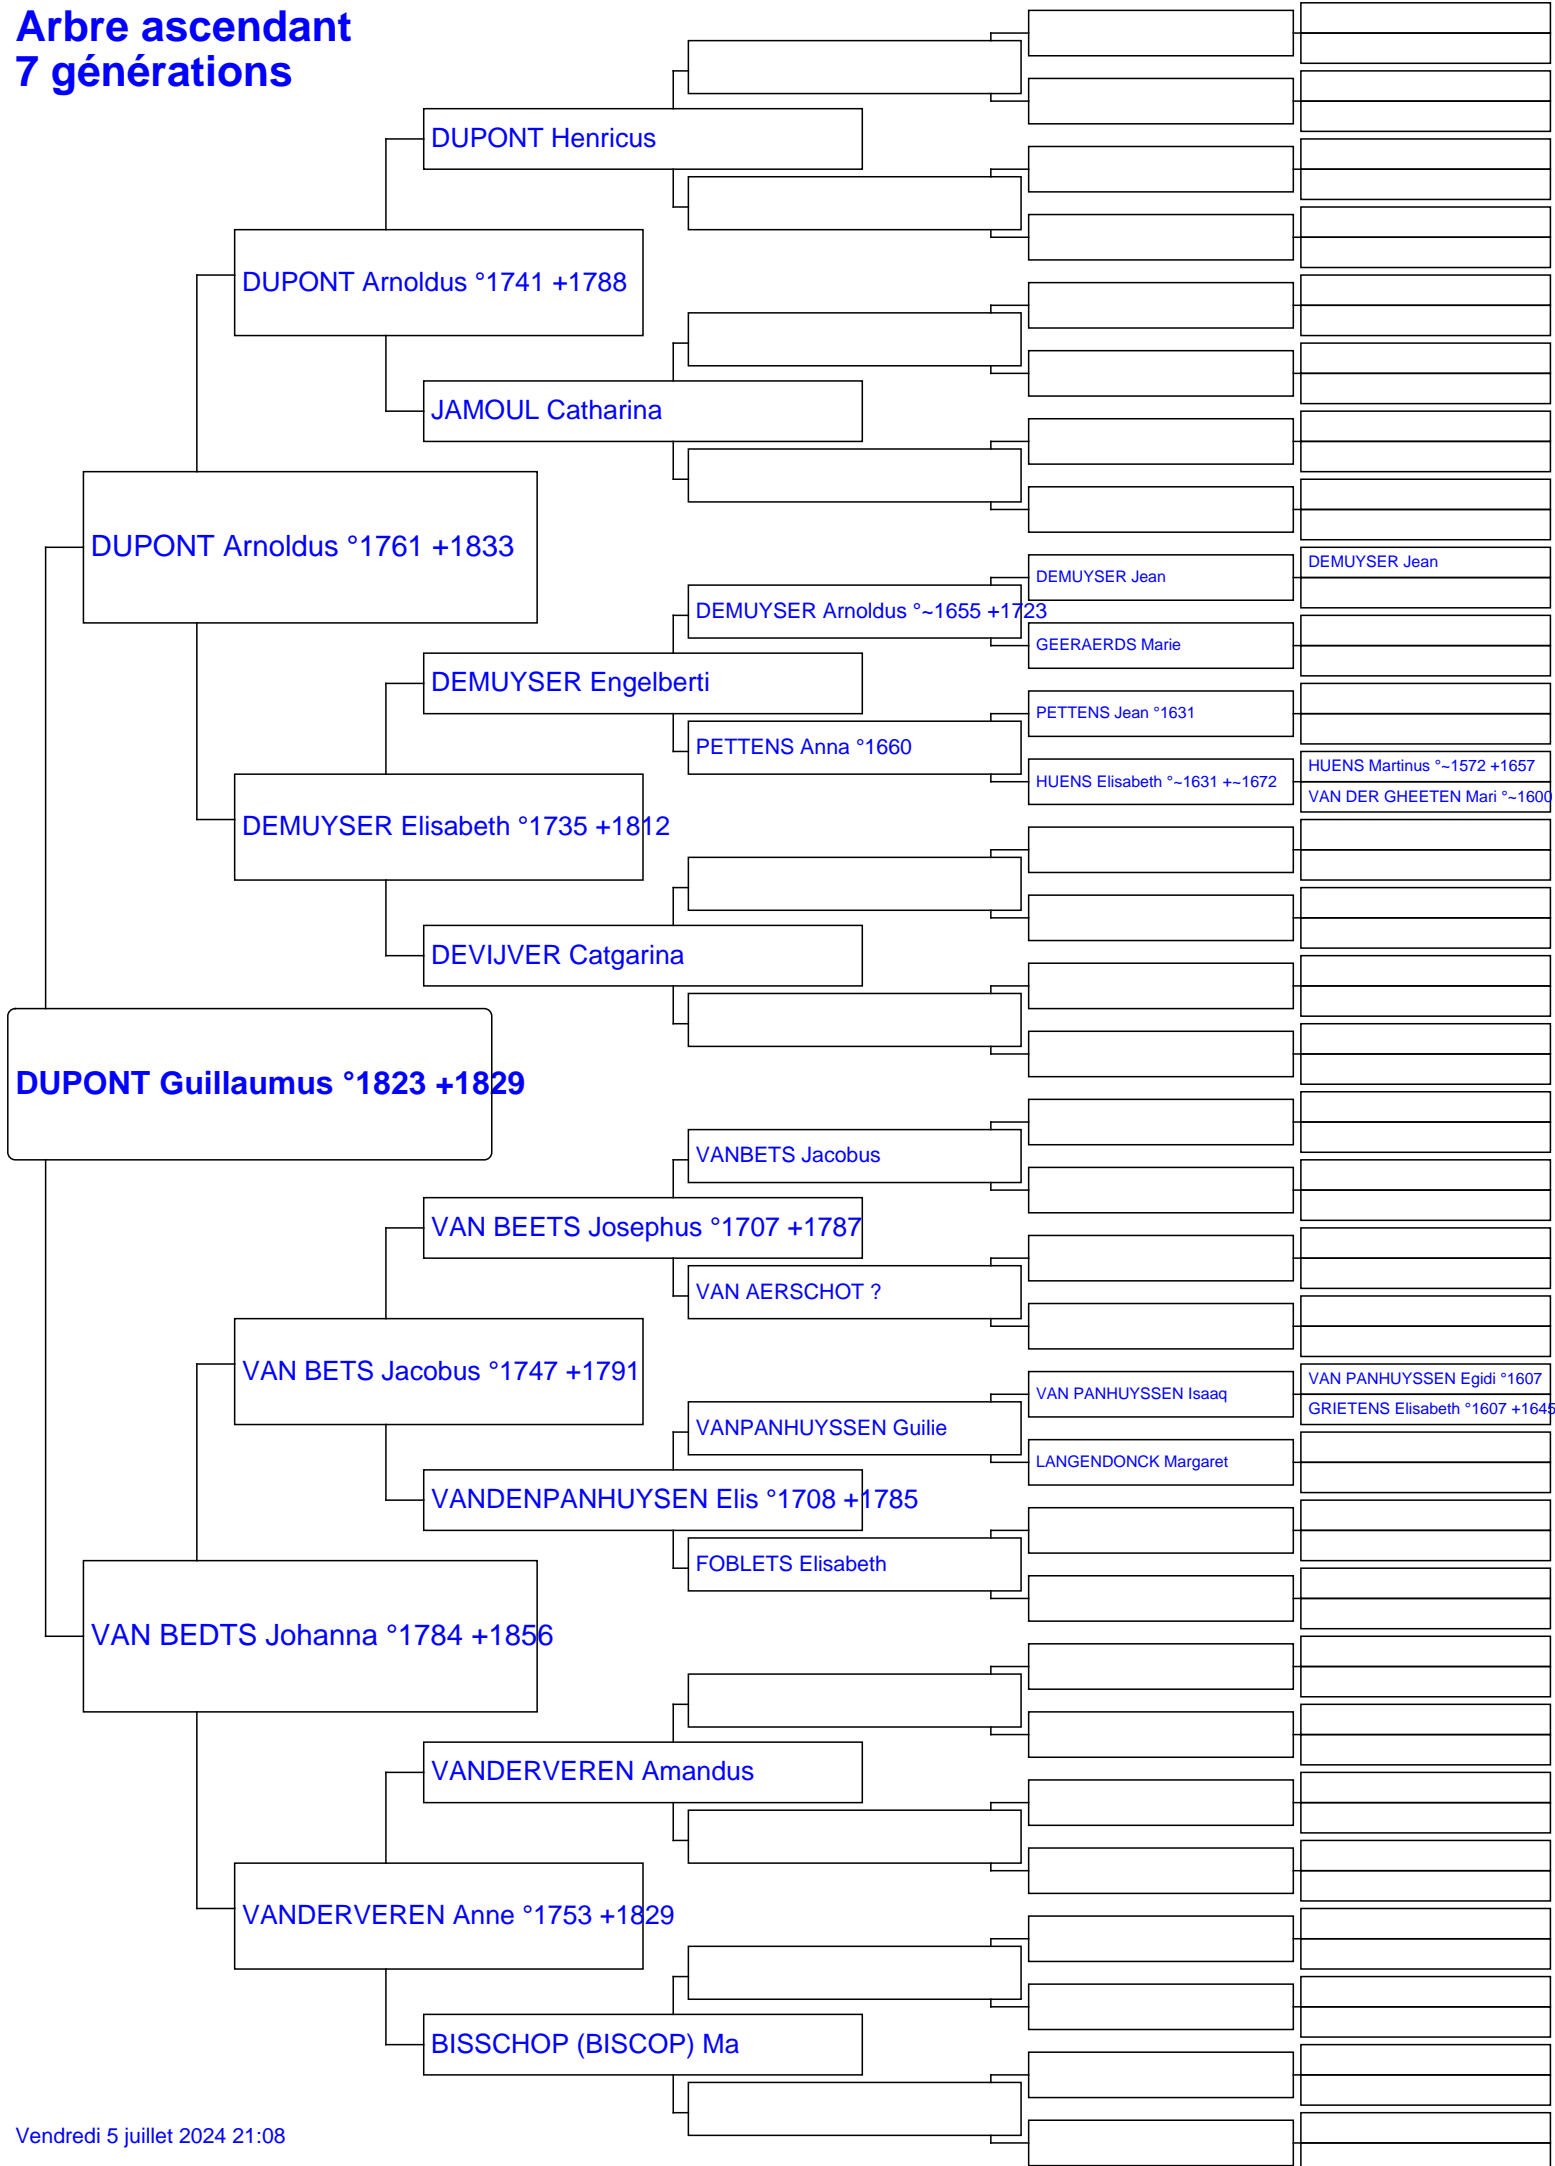 Arbre ascendant
7 générations
DUPONT Henricus
DUPONT Arnoldus °1741 +1788
JAMOUL Catharina
DUPONT Arnoldus °1761 +1833
DEMUYSER Jean
DEMUYSER Jean
DEMUYSER Arnoldus °~1655 +1723
GEERAERDS Marie
DEMUYSER Engelberti
PETTENS Jean °1631
PETTENS Anna °1660
HUENS Martinus °~1572 +1657
HUENS Elisabeth °~1631 +~1672
VAN DER GHEETEN Mari °~1600
DEMUYSER Elisabeth °1735 +1812
DEVIJVER Catgarina
DUPONT Guillaumus °1823 +1829
VANBETS Jacobus
VAN BEETS Josephus °1707 +1787
VAN AERSCHOT ?
VAN BETS Jacobus °1747 +1791
VAN PANHUYSSEN Egidi °1607
VAN PANHUYSSEN Isaaq
GRIETENS Elisabeth °1607 +1645
VANPANHUYSSEN Guilie
LANGENDONCK Margaret
VANDENPANHUYSEN Elis °1708 +1785
FOBLETS Elisabeth
VAN BEDTS Johanna °1784 +1856
VANDERVEREN Amandus
VANDERVEREN Anne °1753 +1829
BISSCHOP (BISCOP) Ma
Vendredi 5 juillet 2024 21:08